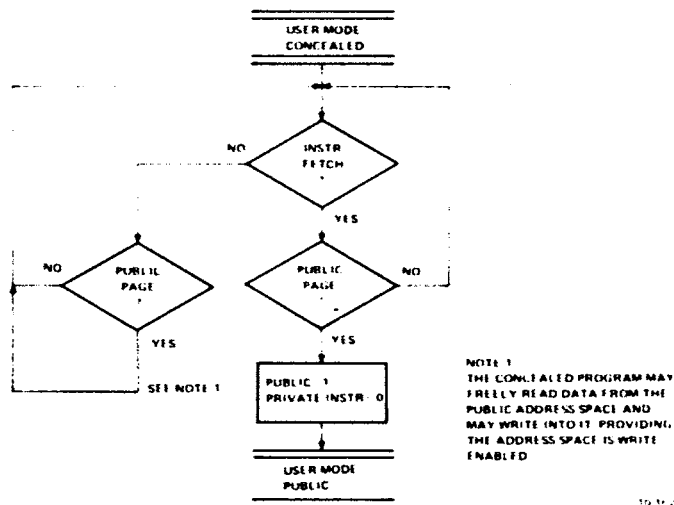 USER MODE
CONCEALED
INSTR
FETCH
?
NO
YES
PUBLIC
PAGE
?
NO
YES
PUBLIC
PAGE
NO
YES
SEE NOTE 1
PUBLIC 1
PRIVATE INSTR 0
USER MODE
PUBLIC
NOTE 1
THE CONCEALED PROGRAM MAY
FREELY READ DATA FROM THE
PUBLIC ADDRESS SPACE AND
MAY WRITE INTO IT PROVIDING
THE ADDRESS SPACE IS WRITE
ENABLED